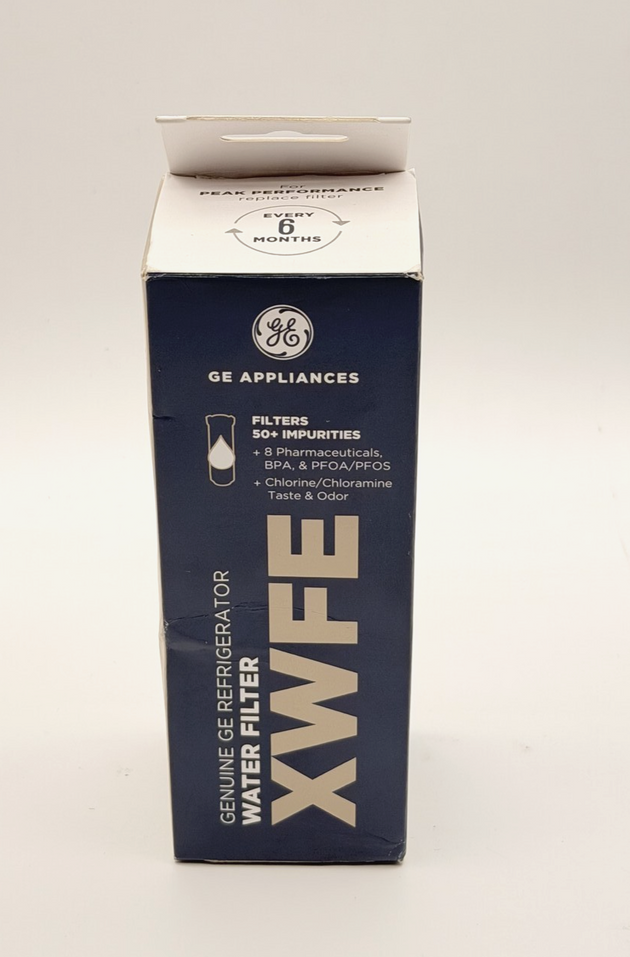 For
PEAK PERFORMANCE
replace filter
EVERY
6
MONTHS
GE
GE APPLIANCES
FILTERS
50+ IMPURITIES
+ 8 Pharmaceuticals,
BPA, & PFOA/PFOS
+ Chlorine/Chloramine
Taste & Odor
GENUINE GE REFRIGERATOR
WATER FILTER
XWFE